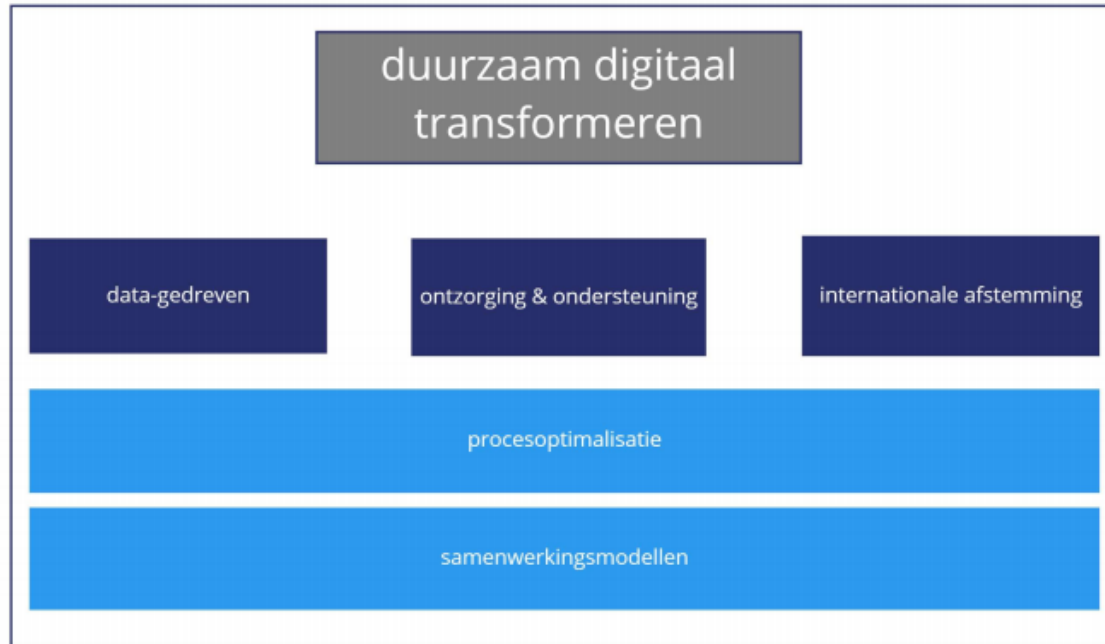 duurzaam digitaal
transformeren
data-gedreven
ontzorging & ondersteuning
internationale afstemming
procesoptimalisatie
samenwerkingsmodellen